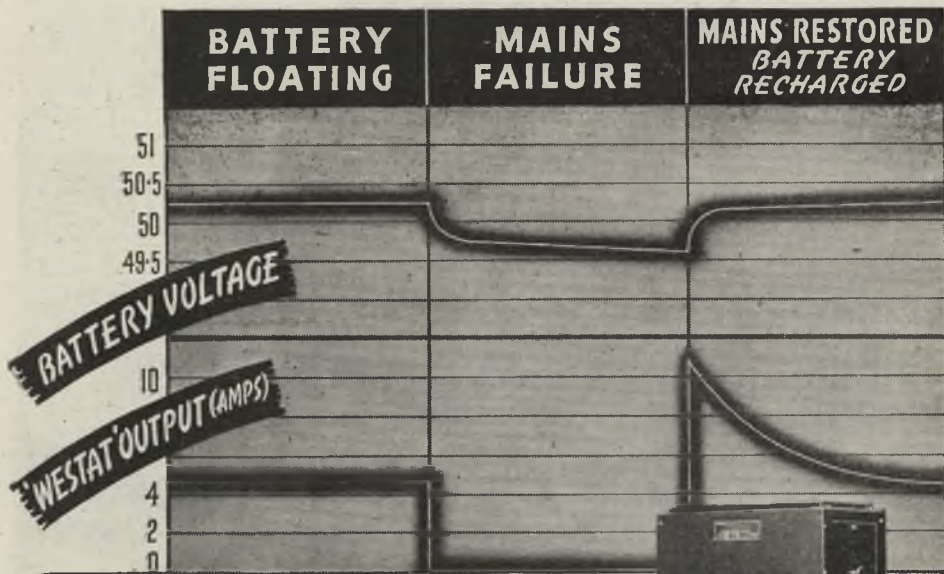 BATTERY
FLOATING
MAINS
FAILURE
MAINS RESTORED
BATTERY
RECHARGED
51
50·5
50
49·5
BATTERY VOLTAGE
10
'WESTAT' OUTPUT (AMPS)
4
2
0